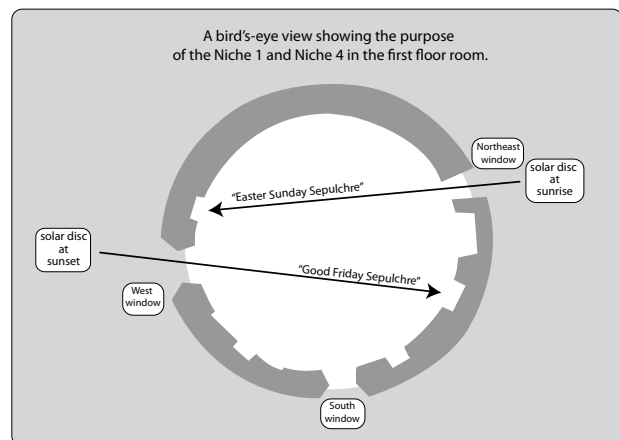 A bird's-eye view showing the purpose
of the Niche 1 and Niche 4 in the first floor room.
Northeast
window
solar disc
at
sunrise
"Easter Sunday Sepulchre"
solar disc
at
sunset
"Good Friday Sepulchre"
West
window
South
window